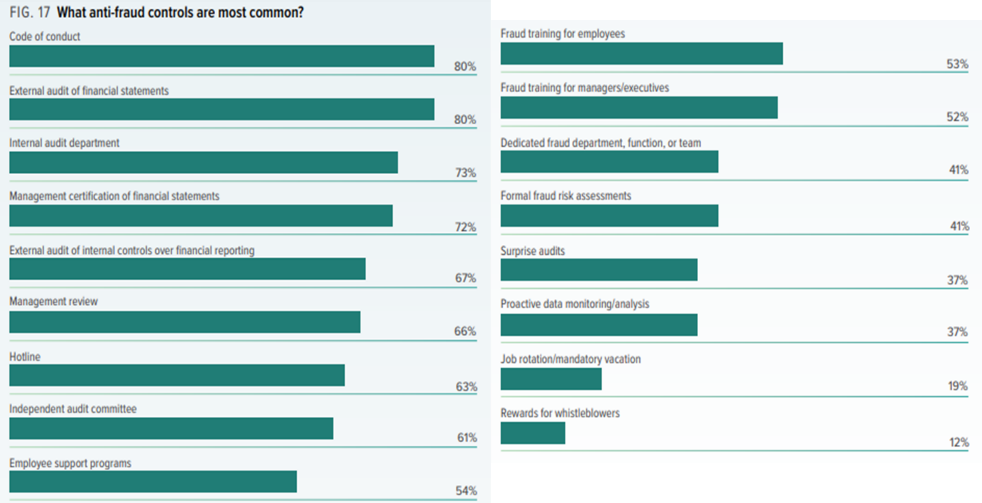 FIG. 17 What anti-fraud controls are most common?
Code of conduct
80%
External audit of financial statements
80%
Internal audit department
73%
Management certification of financial statements
72%
External audit of internal controls over financial reporting
67%
Management review
66%
Hotline
63%
Independent audit committee
61%
Employee support programs
54%
Fraud training for employees
53%
Fraud training for managers/executives
52%
Dedicated fraud department, function, or team
41%
Formal fraud risk assessments
41%
Surprise audits
37%
Proactive data monitoring/analysis
37%
Job rotation/mandatory vacation
19%
Rewards for whistleblowers
12%